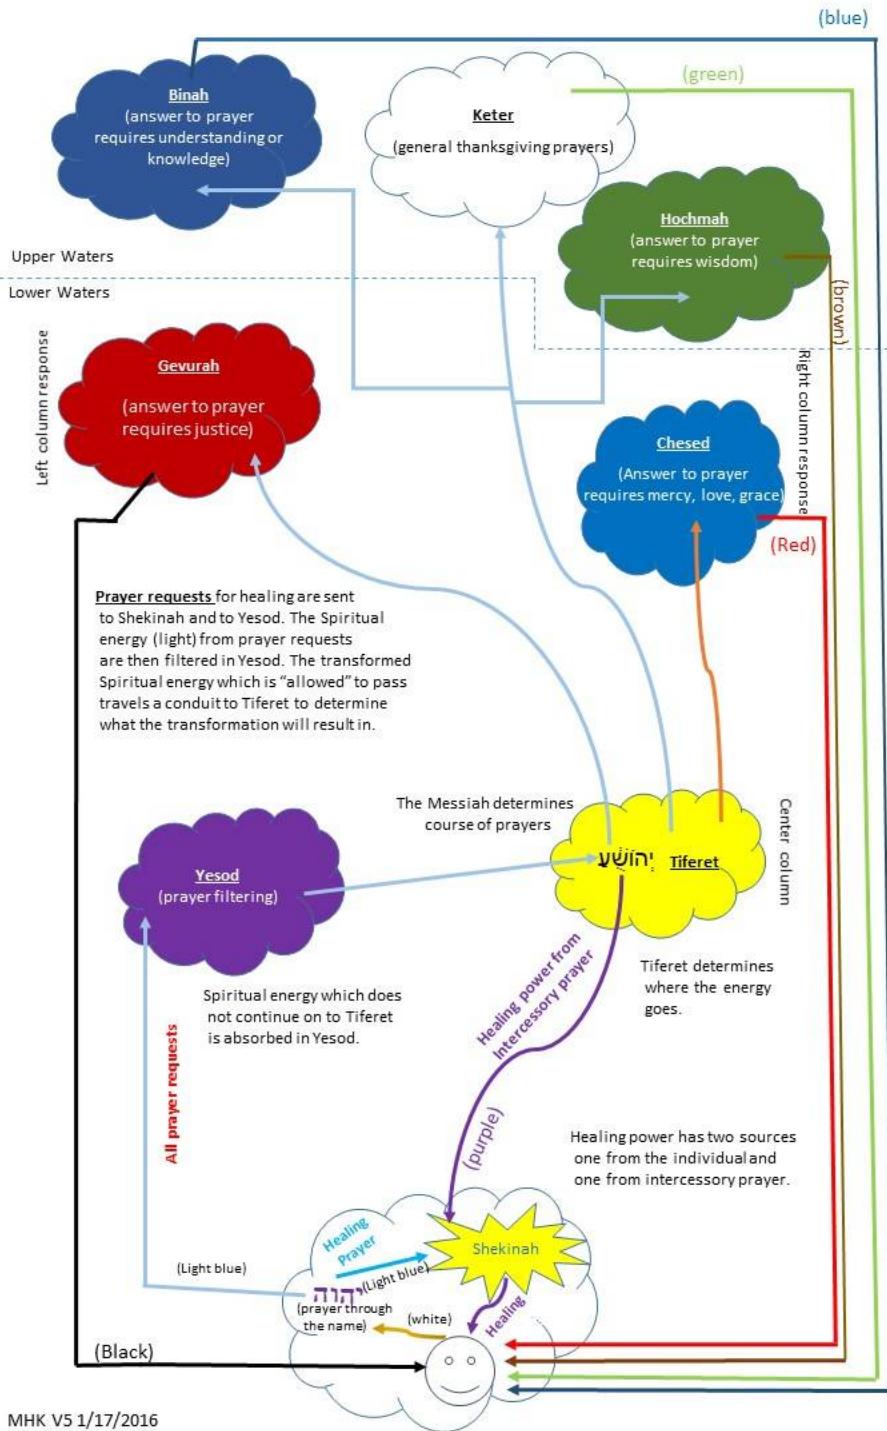 (blue)
Binah
(answer to prayer
requires understanding or
knowledge)
(green)
Keter
(general thanksgiving prayers)
Hochmah
(answer to prayer
requires wisdom)
Upper Waters
Lower Waters
(brown)
Left column response
Gevurah
(answer to prayer
requires justice)
Right column response
Chesed
(Answer to prayer
requires mercy, love, grace)
(Red)
Prayer requests for healing are sent
to Shekinah and to Yesod. The Spiritual
energy (light) from prayer requests
are then filtered in Yesod. The transformed
Spiritual energy which is “allowed” to pass
travels a conduit to Tiferet to determine
what the transformation will result in.
The Messiah determines
course of prayers
Center column
Yesod
(prayer filtering)
יְהוֹשֻׁעַ Tiferet
Tiferet determines
where the energy
goes.
Spiritual energy which does
not continue on to Tiferet
is absorbed in Yesod.
Healing power from
Intercessory prayer
All prayer requests
(purple)
Healing power has two sources
one from the individual and
one from intercessory prayer.
Healing
Prayer
Shekinah
(Light blue)
(Light blue)
יהוה
(prayer through
the name)
(white)
Healing
(Black)
MHK V5 1/17/2016